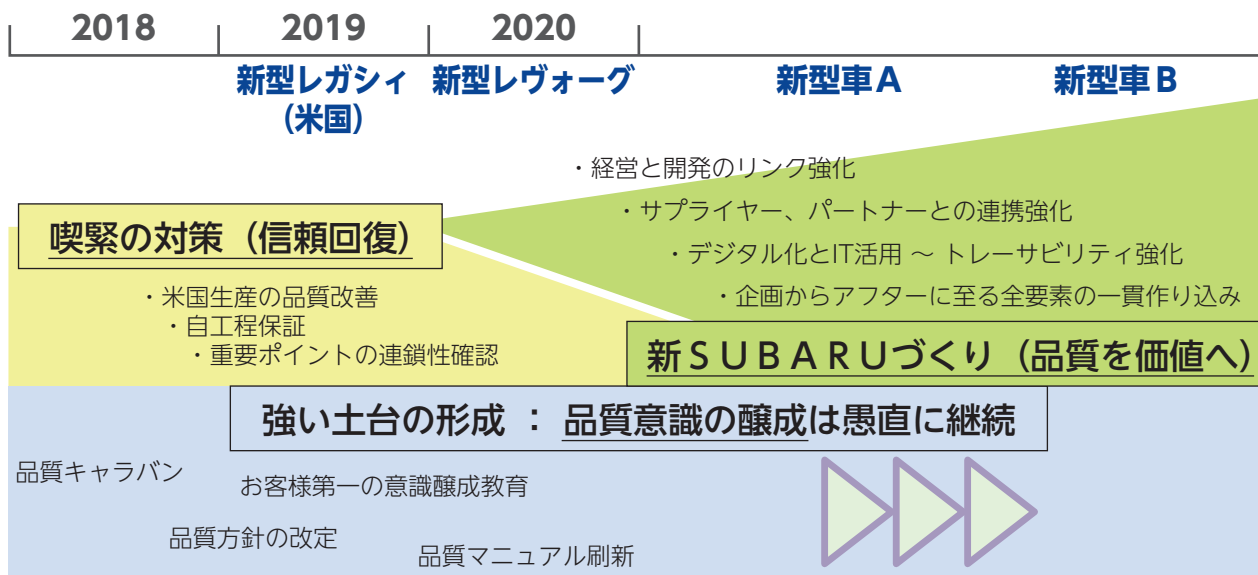 2018 2019 2020
新型レガシィ 新型レヴォーグ 新型車A 新型車B
(米国)
・経営と開発のリンク強化
・サプライヤー、パートナーとの連携強化
・デジタル化とIT活用 ～ トレーサビリティ強化
・企画からアフターに至る全要素の一貫作り込み
喫緊の対策（信頼回復）
・米国生産の品質改善
・自工程保証
・重要ポイントの連鎖性確認
新ＳＵＢＡＲＵづくり（品質を価値へ）
強い土台の形成 ： 品質意識の醸成は愚直に継続
品質キャラバン
お客様第一の意識醸成教育
品質方針の改定
品質マニュアル刷新